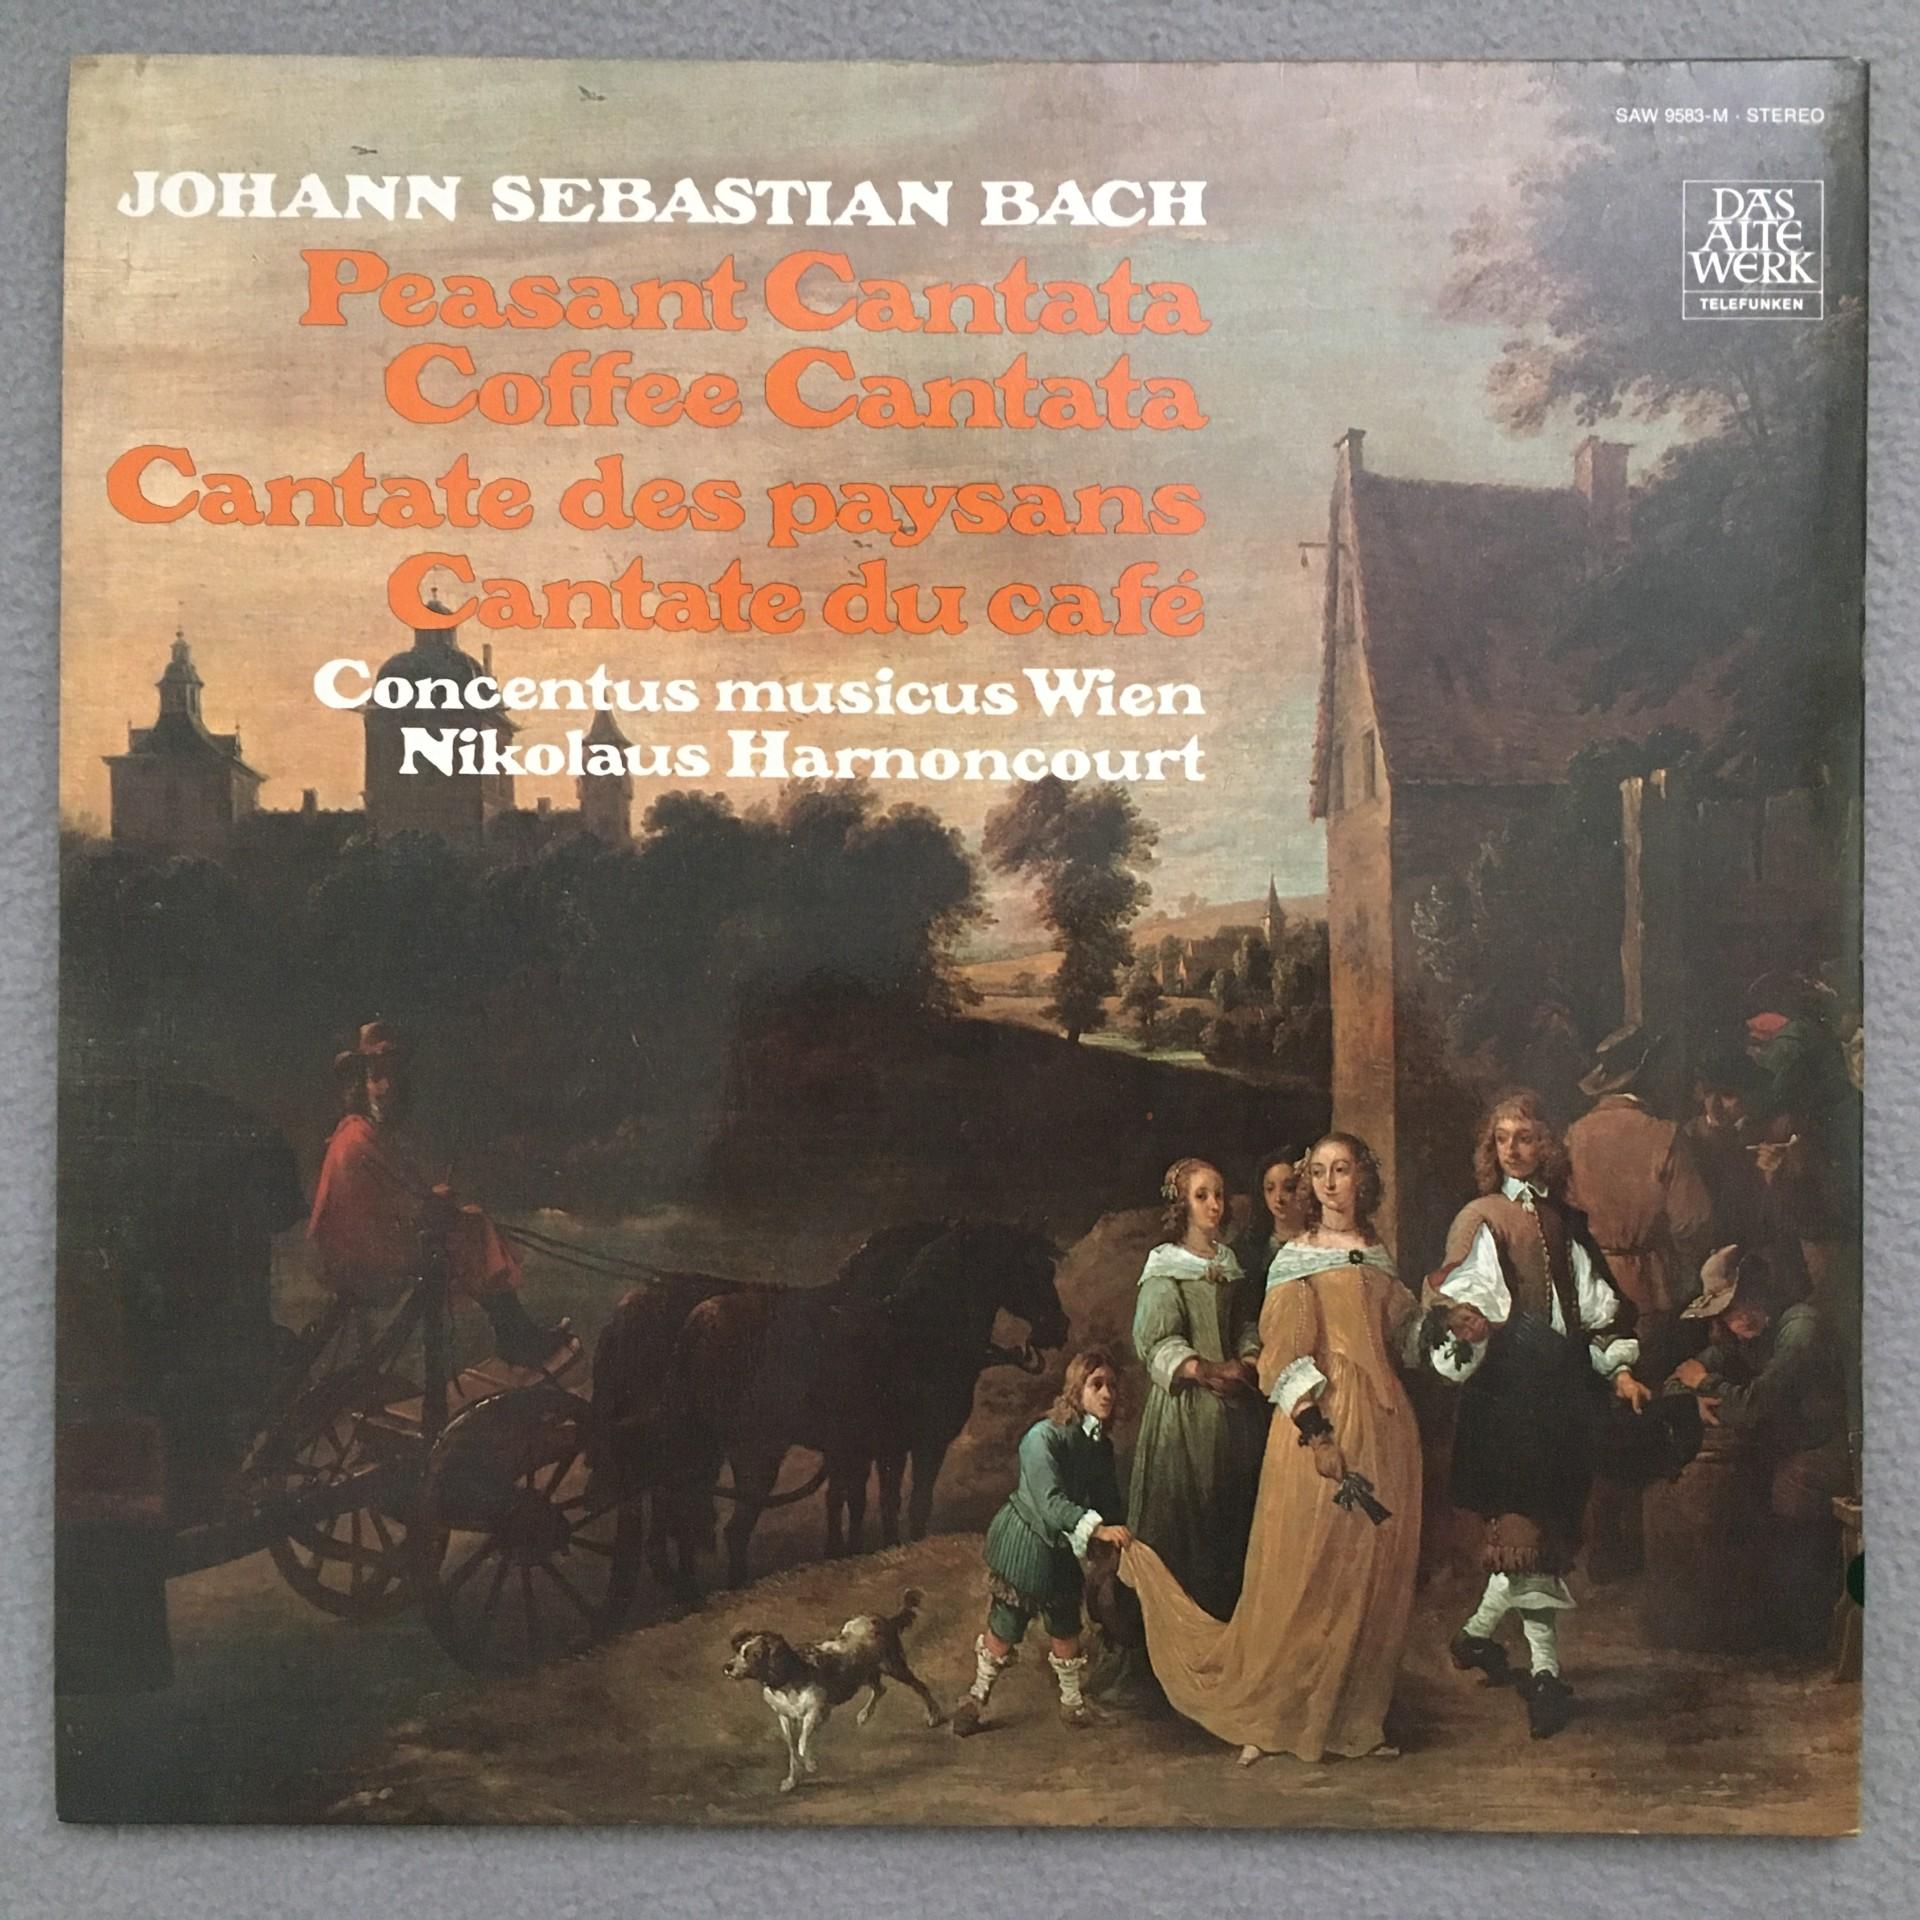 SAW 9583-M · STEREO
DAS
ALTE
WERK
TELEFUNKEN
JOHANN SEBASTIAN BACH
Peasant Cantata
Coffee Cantata
Cantate des paysans
Cantate du café
Concentus musicus Wien
Nikolaus Harnoncourt